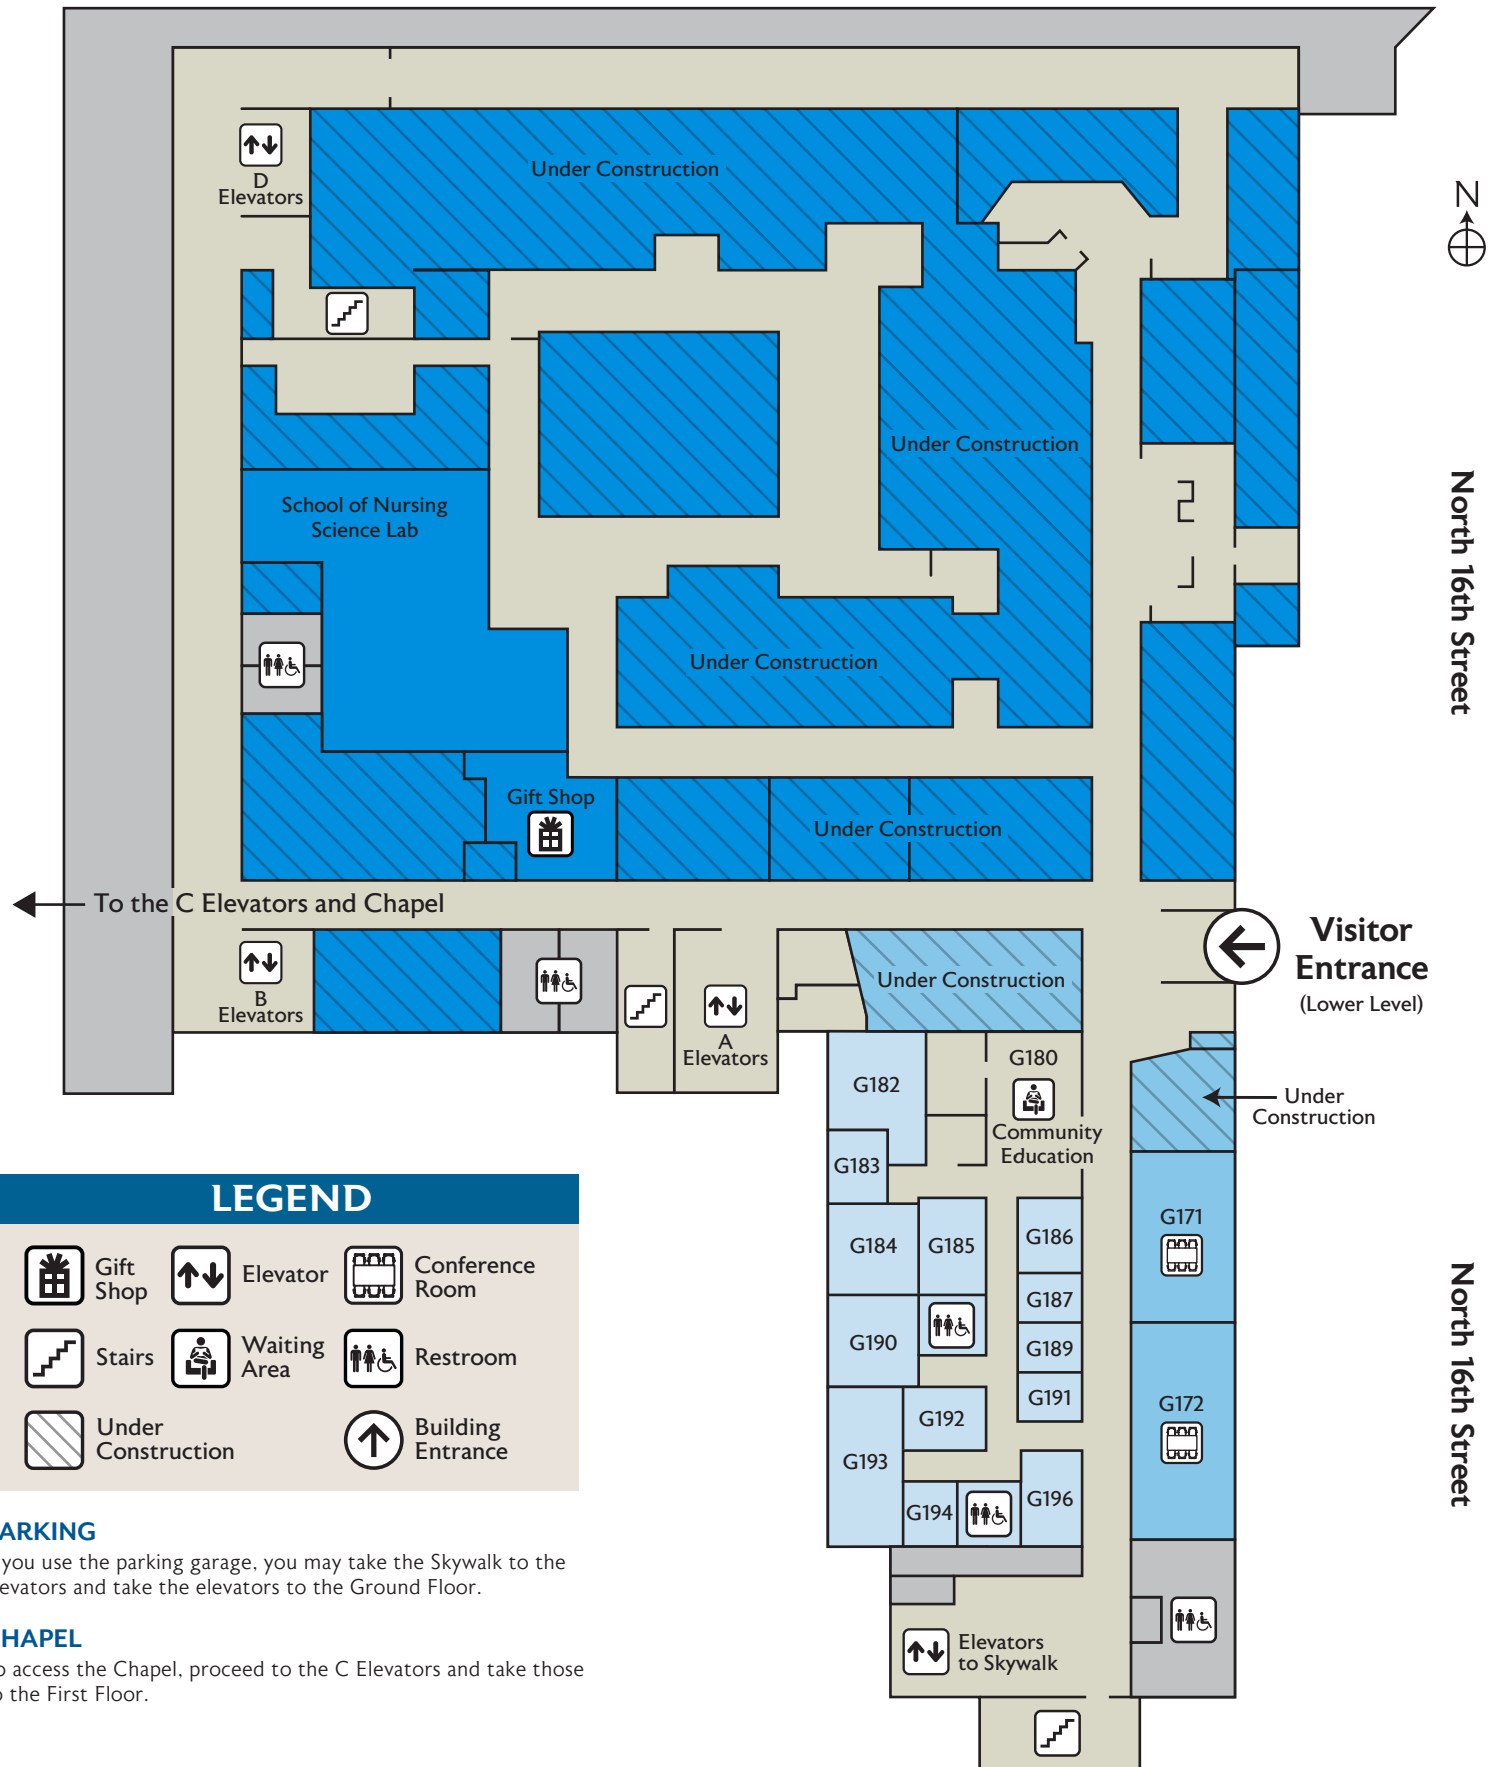 Under Construction
D
Elevators
N
Under Construction
North 16th Street
School of Nursing
Science Lab
Under Construction
Gift Shop
Under Construction
To the C Elevators and Chapel
Visitor
Entrance
(Lower Level)
B
Elevators
Under Construction
A
Elevators
G180
G182
Under
Construction
Community
Education
G183
G171
G184
G185
G186
G187
G190
G189
G191
G192
G172
G193
G194
G196
North 16th Street
Elevators
to Skywalk
LEGEND
Gift
Shop
Elevator
Conference
Room
Stairs
Waiting
Area
Restroom
Under
Construction
Building
Entrance
ARKING
you use the parking garage, you may take the Skywalk to the
evators and take the elevators to the Ground Floor.
HAPEL
o access the Chapel, proceed to the C Elevators and take those
o the First Floor.